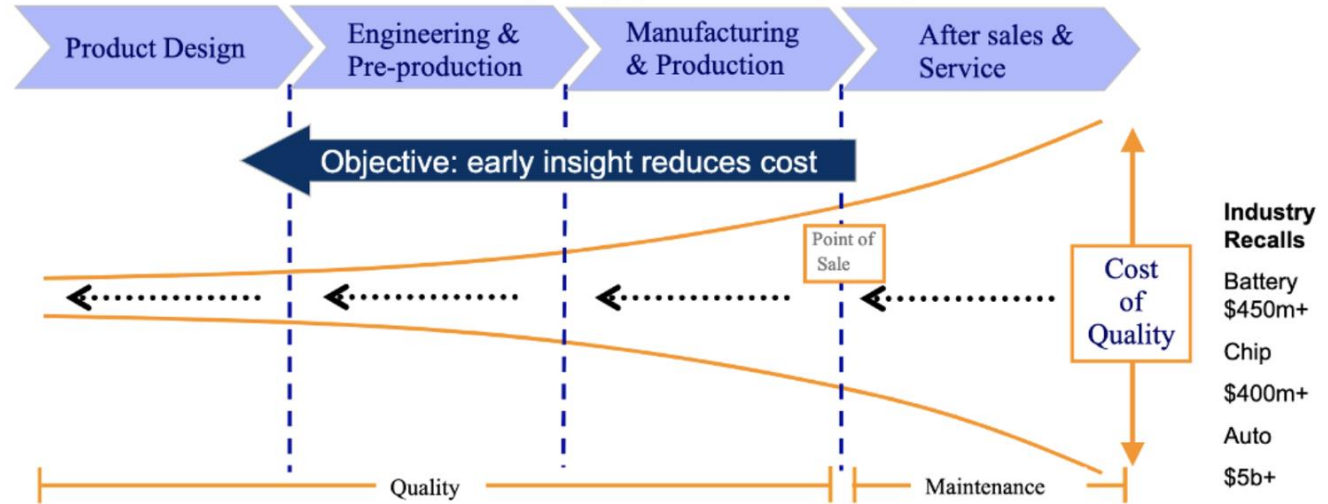 Product Design
Engineering &
Pre-production
Manufacturing
& Production
After sales &
Service
Objective: early insight reduces cost
Point of
Sale
Cost
of
Quality
Industry
Recalls
Battery
$450m+
Chip
$400m+
Auto
$5b+
Quality
Maintenance